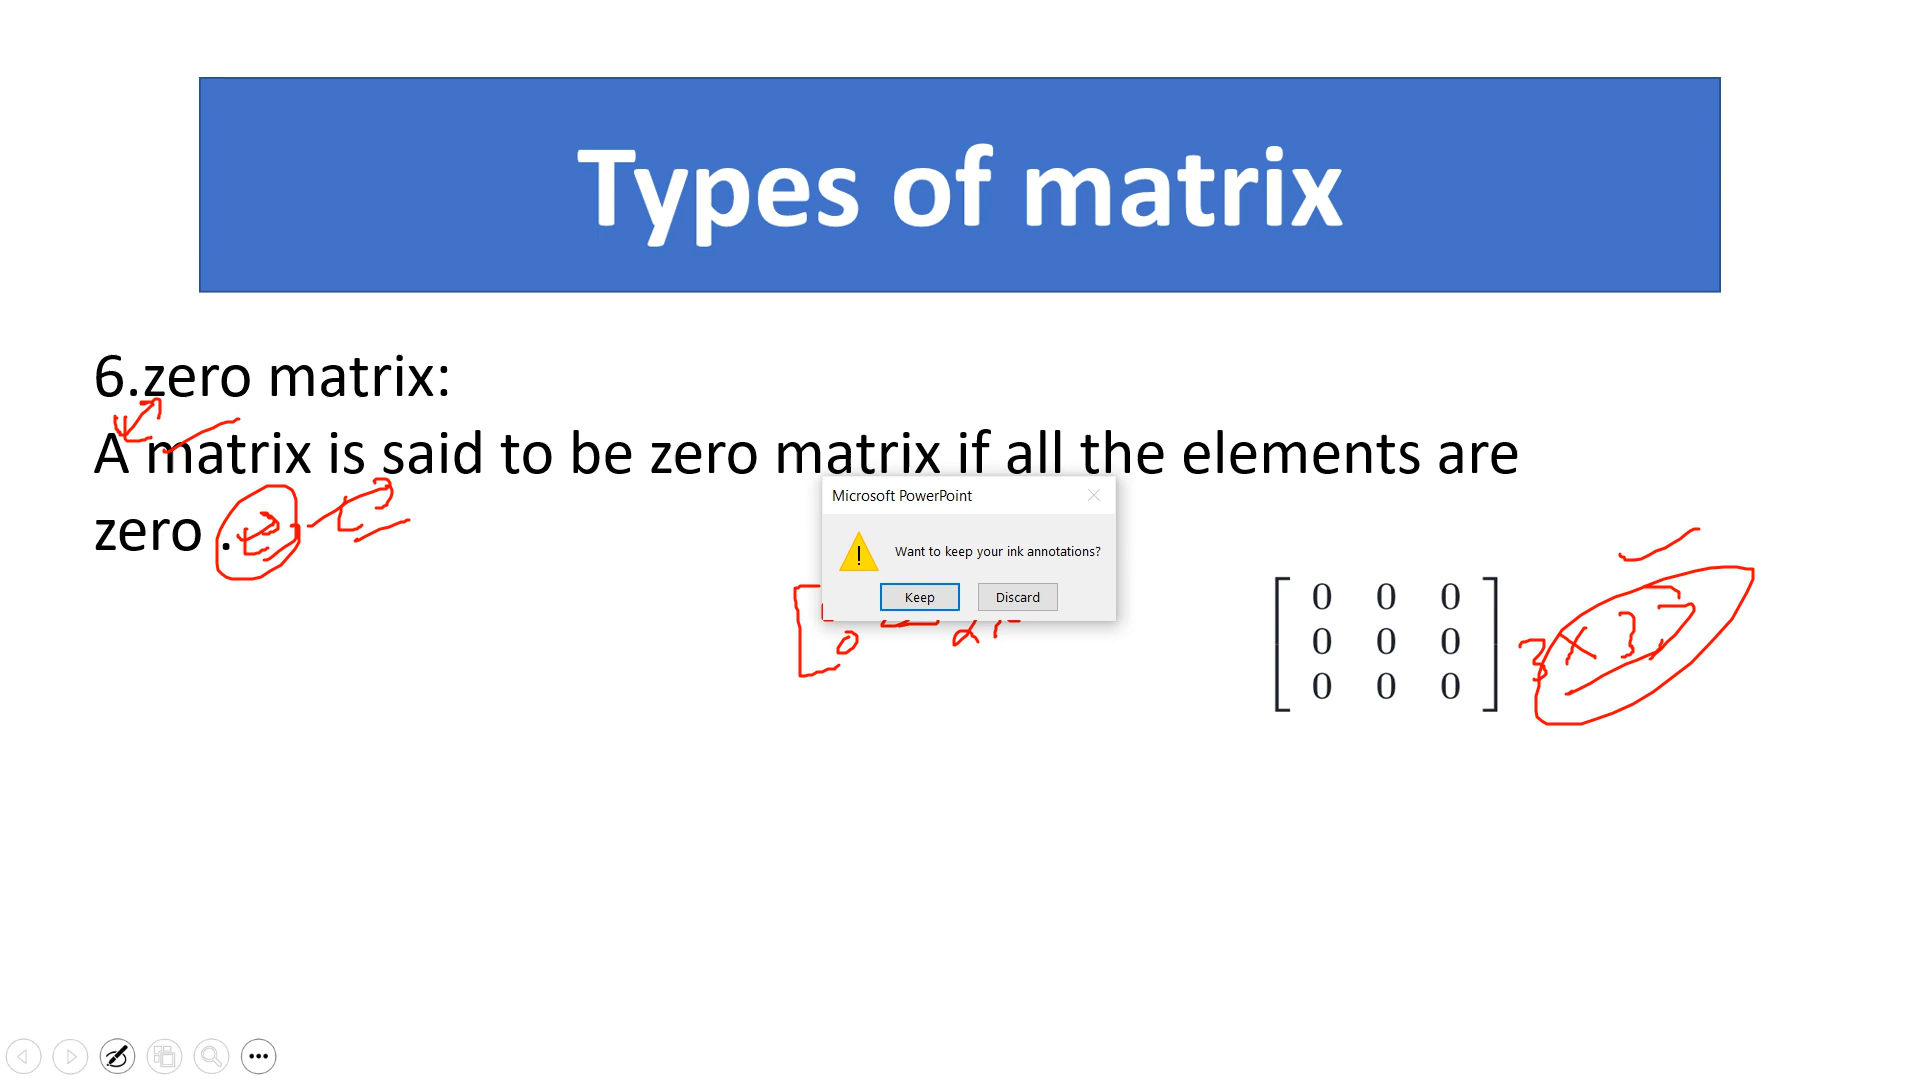 Types of matrix
6.zero matrix:
A matrix is said to be zero matrix if all the elements are
zero .
Microsoft PowerPoint
Want to keep your ink annotations?
Keep Discard
0
0 0 0
0 0 0
0 0 0
3 x 3